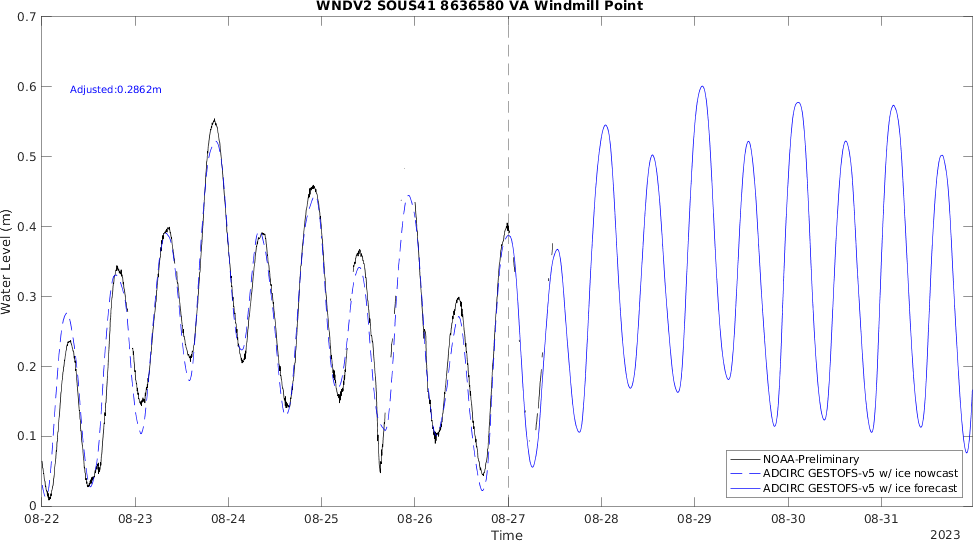 WNDV2 SOUS41 8636580 VA Windmill Point
0.7
0.6
0.5
0.4
0.3
0.2
0.1
0
Water Level (m)
Adjusted:0.2862m
NOAA-Preliminary
ADCIRC GESTOFS-v5 w/ ice nowcast
ADCIRC GESTOFS-v5 w/ ice forecast
08-22 08-23 08-24 08-25 08-26 08-27 08-28 08-29 08-30 08-31
Time
2023